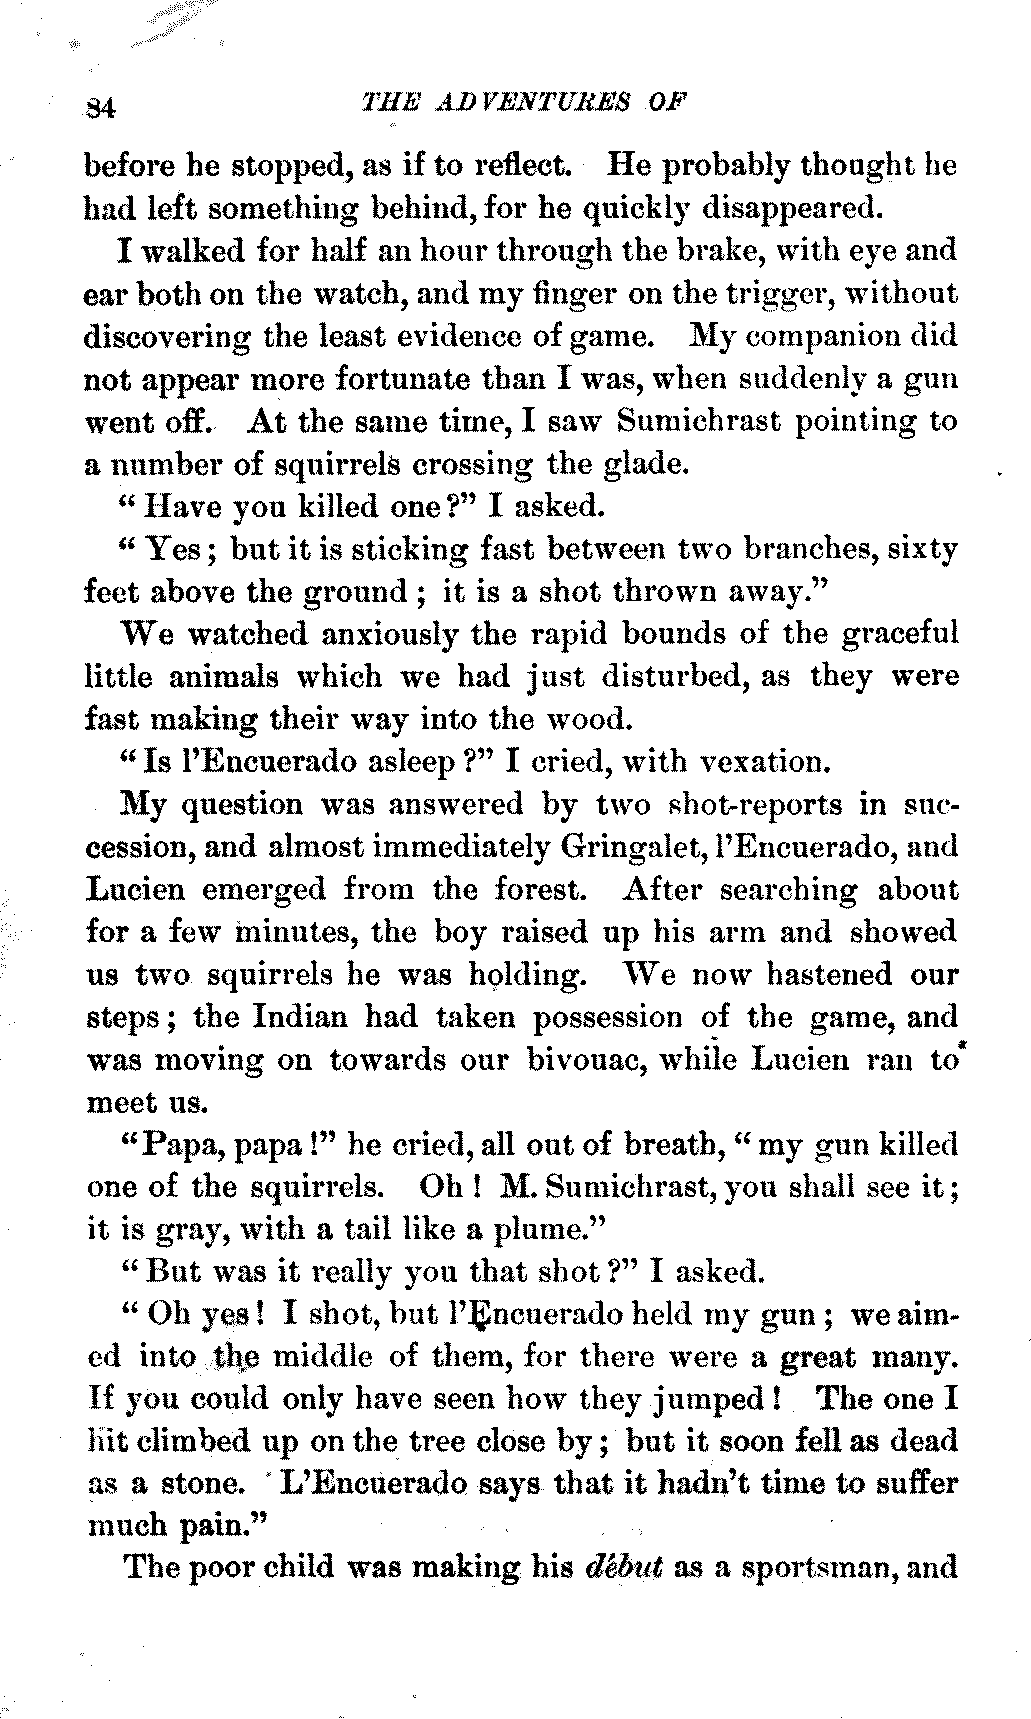 84 THE ADVENTURES OF
before he stopped, as if to reflect. He probably thought he
had left something behind, for he quickly disappeared.
I walked for half an hour through the brake, with eye and
ear both on the watch, and my finger on the trigger, without
discovering the least evidence of game. My companion did
not appear more fortunate than I was, when suddenly a gun
went off. At the same time, I saw Sumichrast pointing to
a number of squirrels crossing the glade.
"Have you killed one?" I asked.
"Yes; but it is sticking fast between two branches, sixty
feet above the ground; it is a shot thrown away."
We watched anxiously the rapid bounds of the graceful
little animals which we had just disturbed, as they were
fast making their way into the wood.
"Is l'Encuerado asleep?" I cried, with vexation.
My question was answered by two shot-reports in suc-
cession, and almost immediately Gringalet, l'Encuerado, and
Lucien emerged from the forest. After searching about
for a few minutes, the boy raised up his arm and showed
us two squirrels he was holding. We now hastened our
steps; the Indian had taken possession of the game, and
was moving on towards our bivouac, while Lucien ran to
meet us.
"Papa, papa!" he cried, all out of breath, "my gun killed
one of the squirrels. Oh! M. Sumichrast, you shall see it;
it is gray, with a tail like a plume."
"But was it really you that shot?" I asked.
"Oh yes! I shot, but l'Encuerado held my gun; we aim-
ed into the middle of them, for there were a great many.
If you could only have seen how they jumped! The one I
hit climbed up on the tree close by; but it soon fell as dead
as a stone. L'Encuerado says that it hadn't time to suffer
much pain."
The poor child was making his début as a sportsman, and